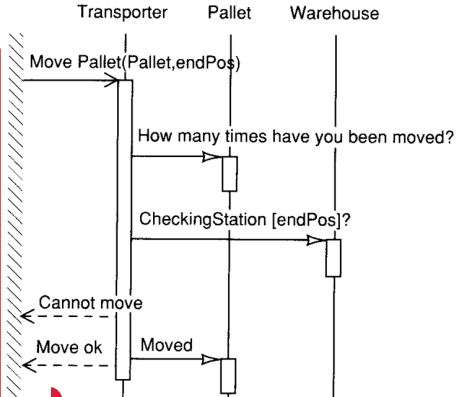 Transporter Pallet Warehouse
Move Pallet(Pallet,endPos)
How many times have you been moved?
CheckingStation [endPos]?
Cannot move
Move ok Moved